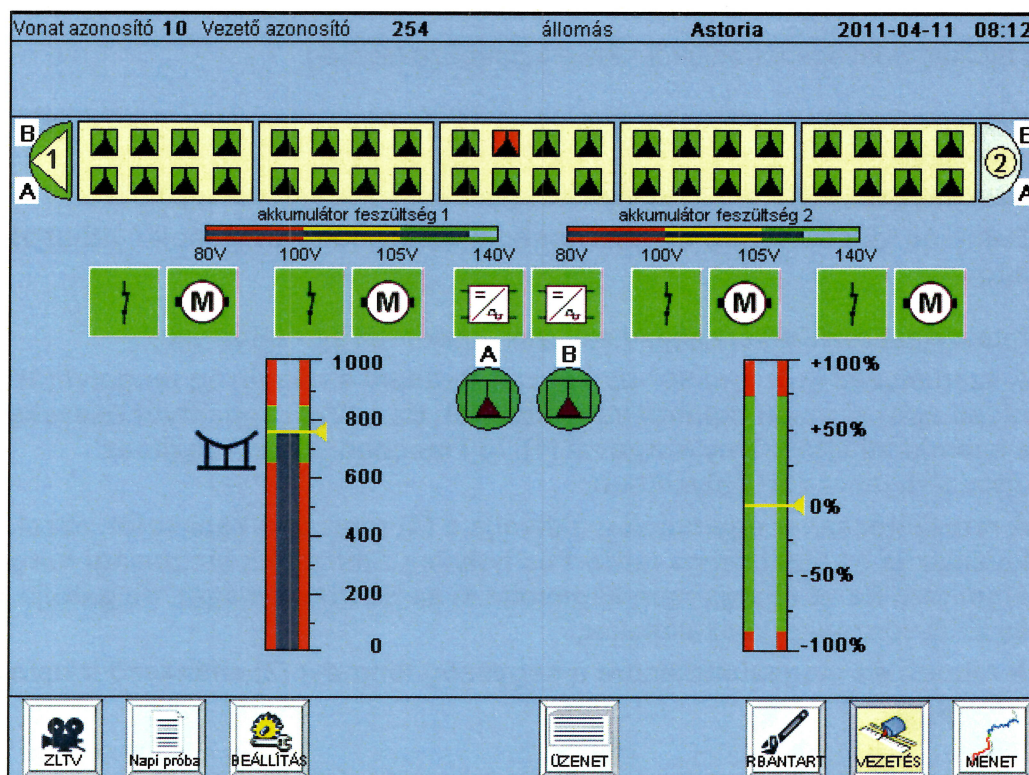 Vonat azonosító 10 Vezető azonosító 254 állomás Astoria 2011-04-11 08:12
B
1
A
2
A
akkumulátor feszültség 1
80V 100V 105V 140V
akkumulátor feszültség 2
80V 100V 105V 140V
M M M M
A B
1000
800
600
400
200
0
+100%
+50%
0%
-50%
-100%
ZLTV
Napi próba
BEÁLLÍTÁS
ÜZENET
RBANTART
VEZETÉS
MENET